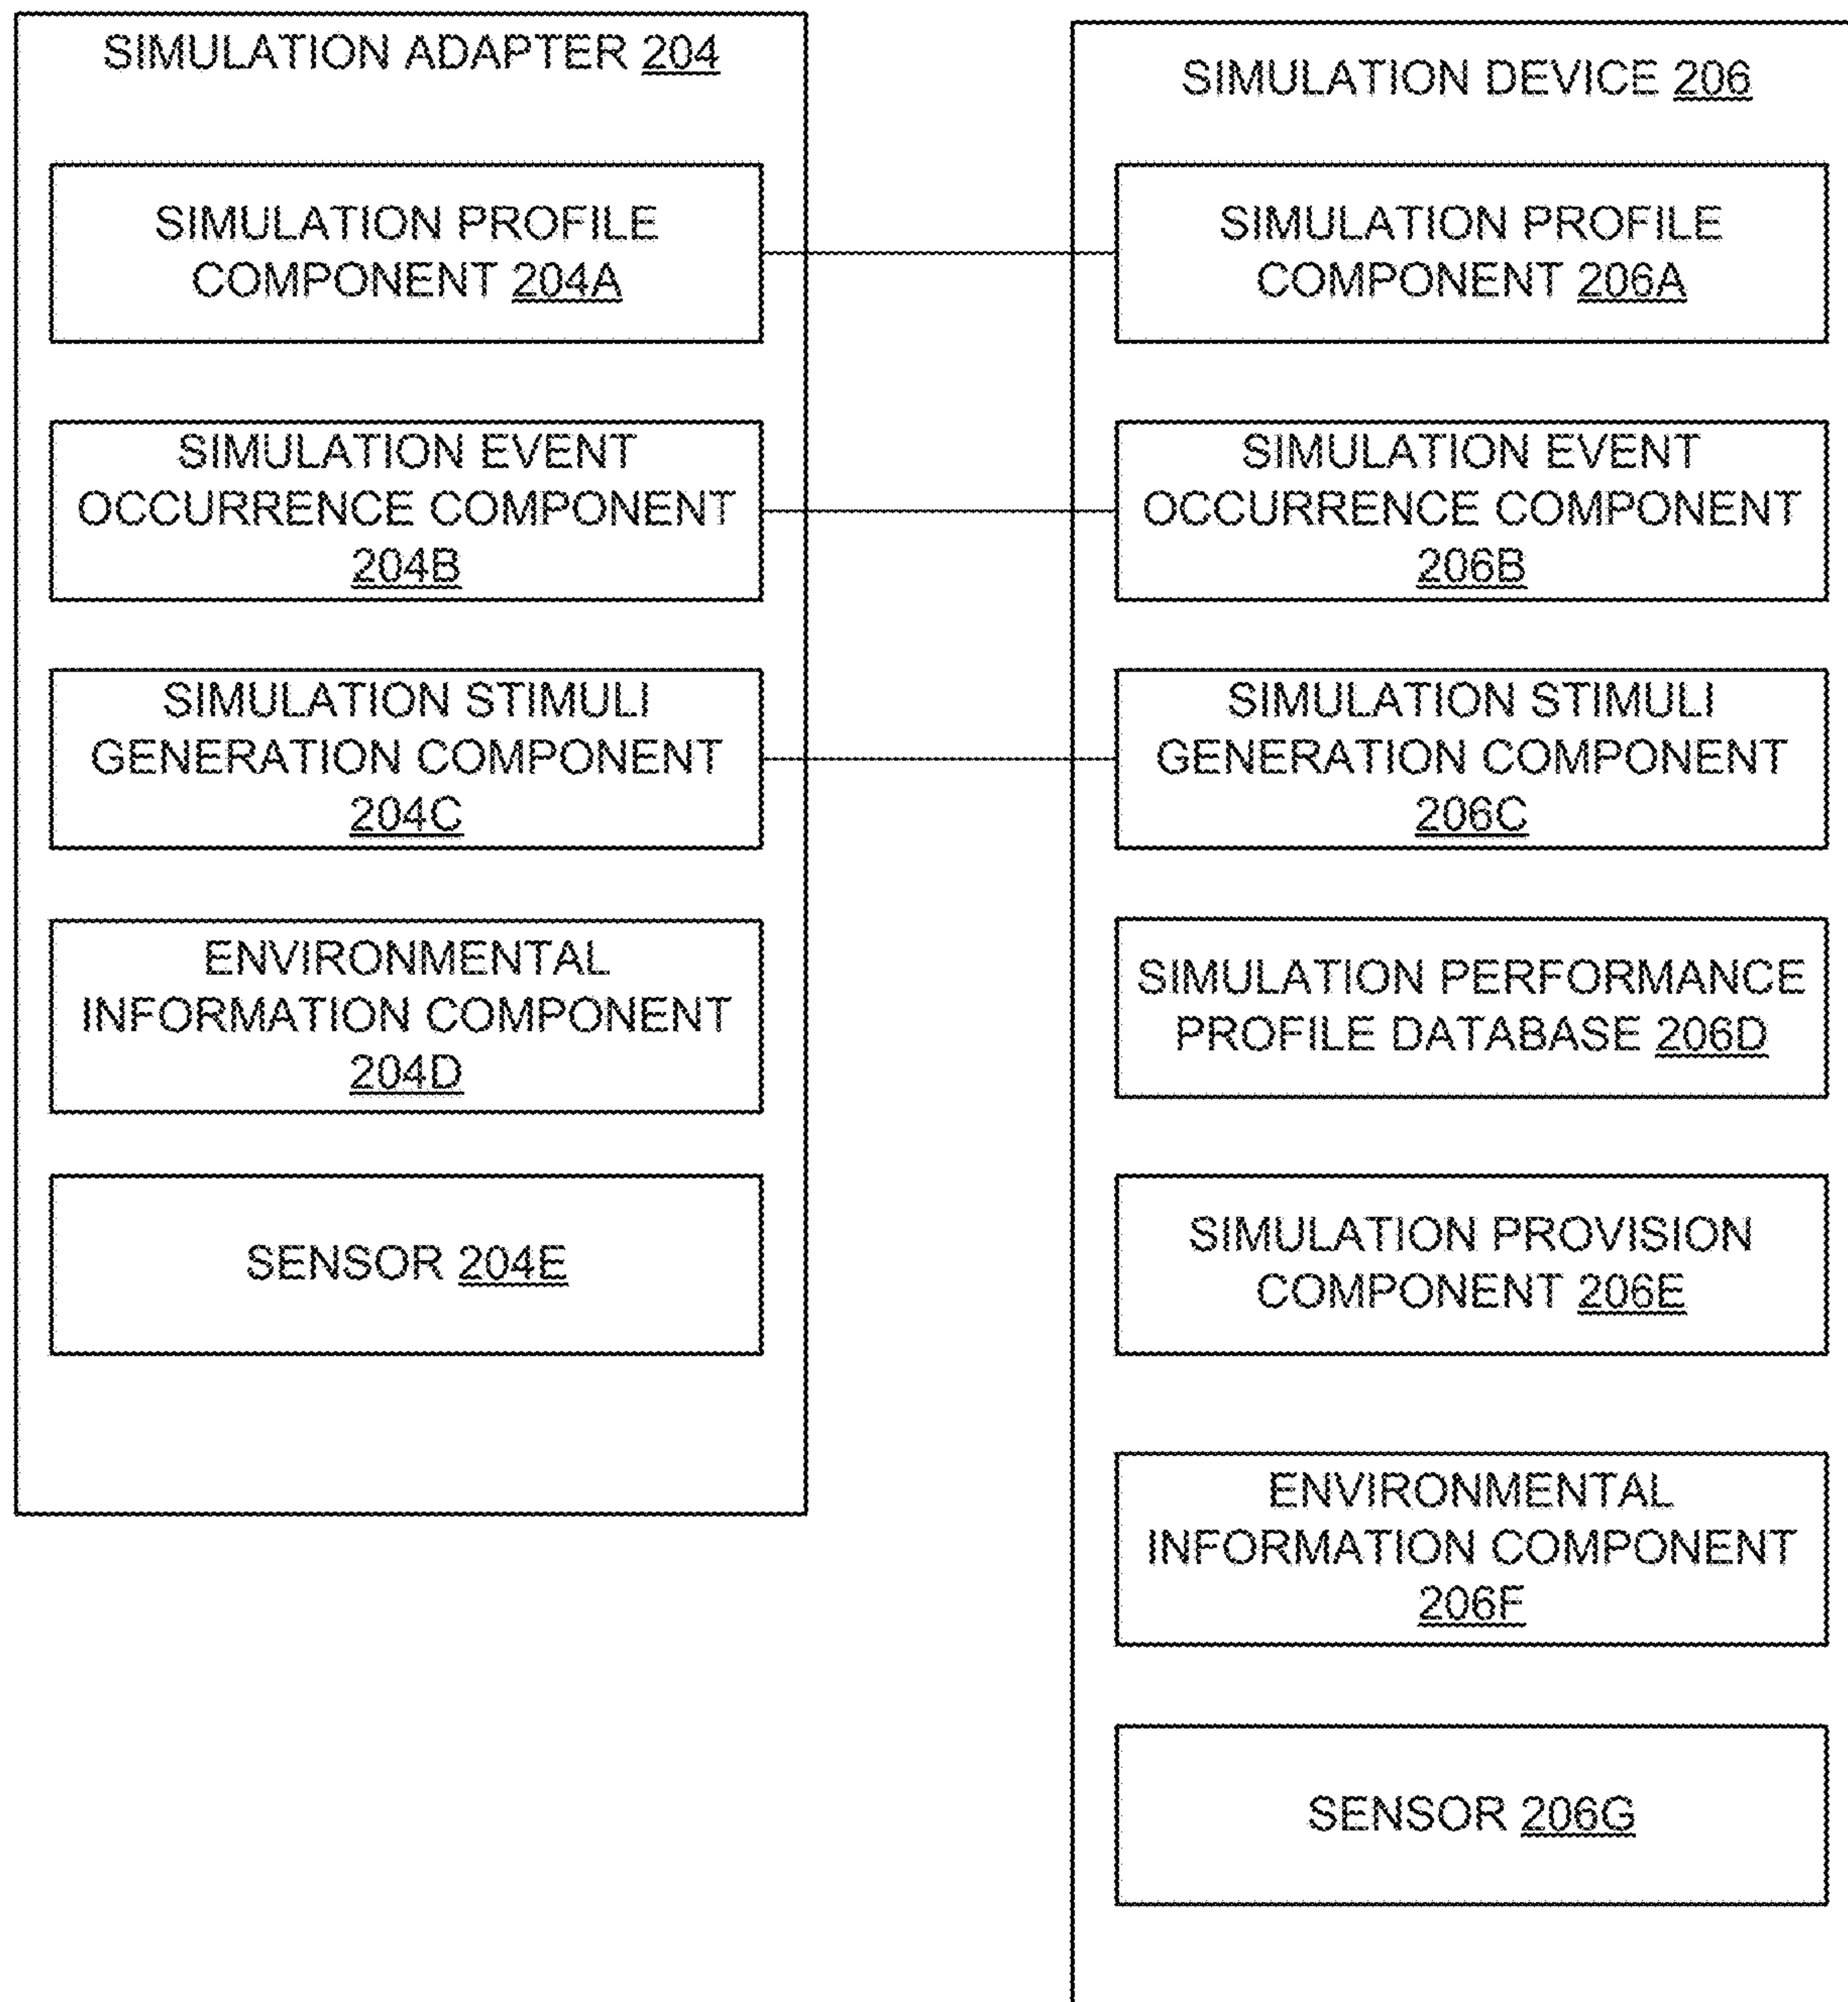 SIMULATION ADAPTER 204
SIMULATION PROFILE
COMPONENT 204A
SIMULATION EVENT
OCCURRENCE COMPONENT
204B
SIMULATION STIMULI
GENERATION COMPONENT
204C
ENVIRONMENTAL
INFORMATION COMPONENT
204D
SENSOR 204E
SIMULATION DEVICE 206
SIMULATION PROFILE
COMPONENT 206A
SIMULATION EVENT
OCCURRENCE COMPONENT
206B
SIMULATION STIMULI
GENERATION COMPONENT
206C
SIMULATION PERFORMANCE
PROFILE DATABASE 206D
SIMULATION PROVISION
COMPONENT 206E
ENVIRONMENTAL
INFORMATION COMPONENT
206F
SENSOR 206G